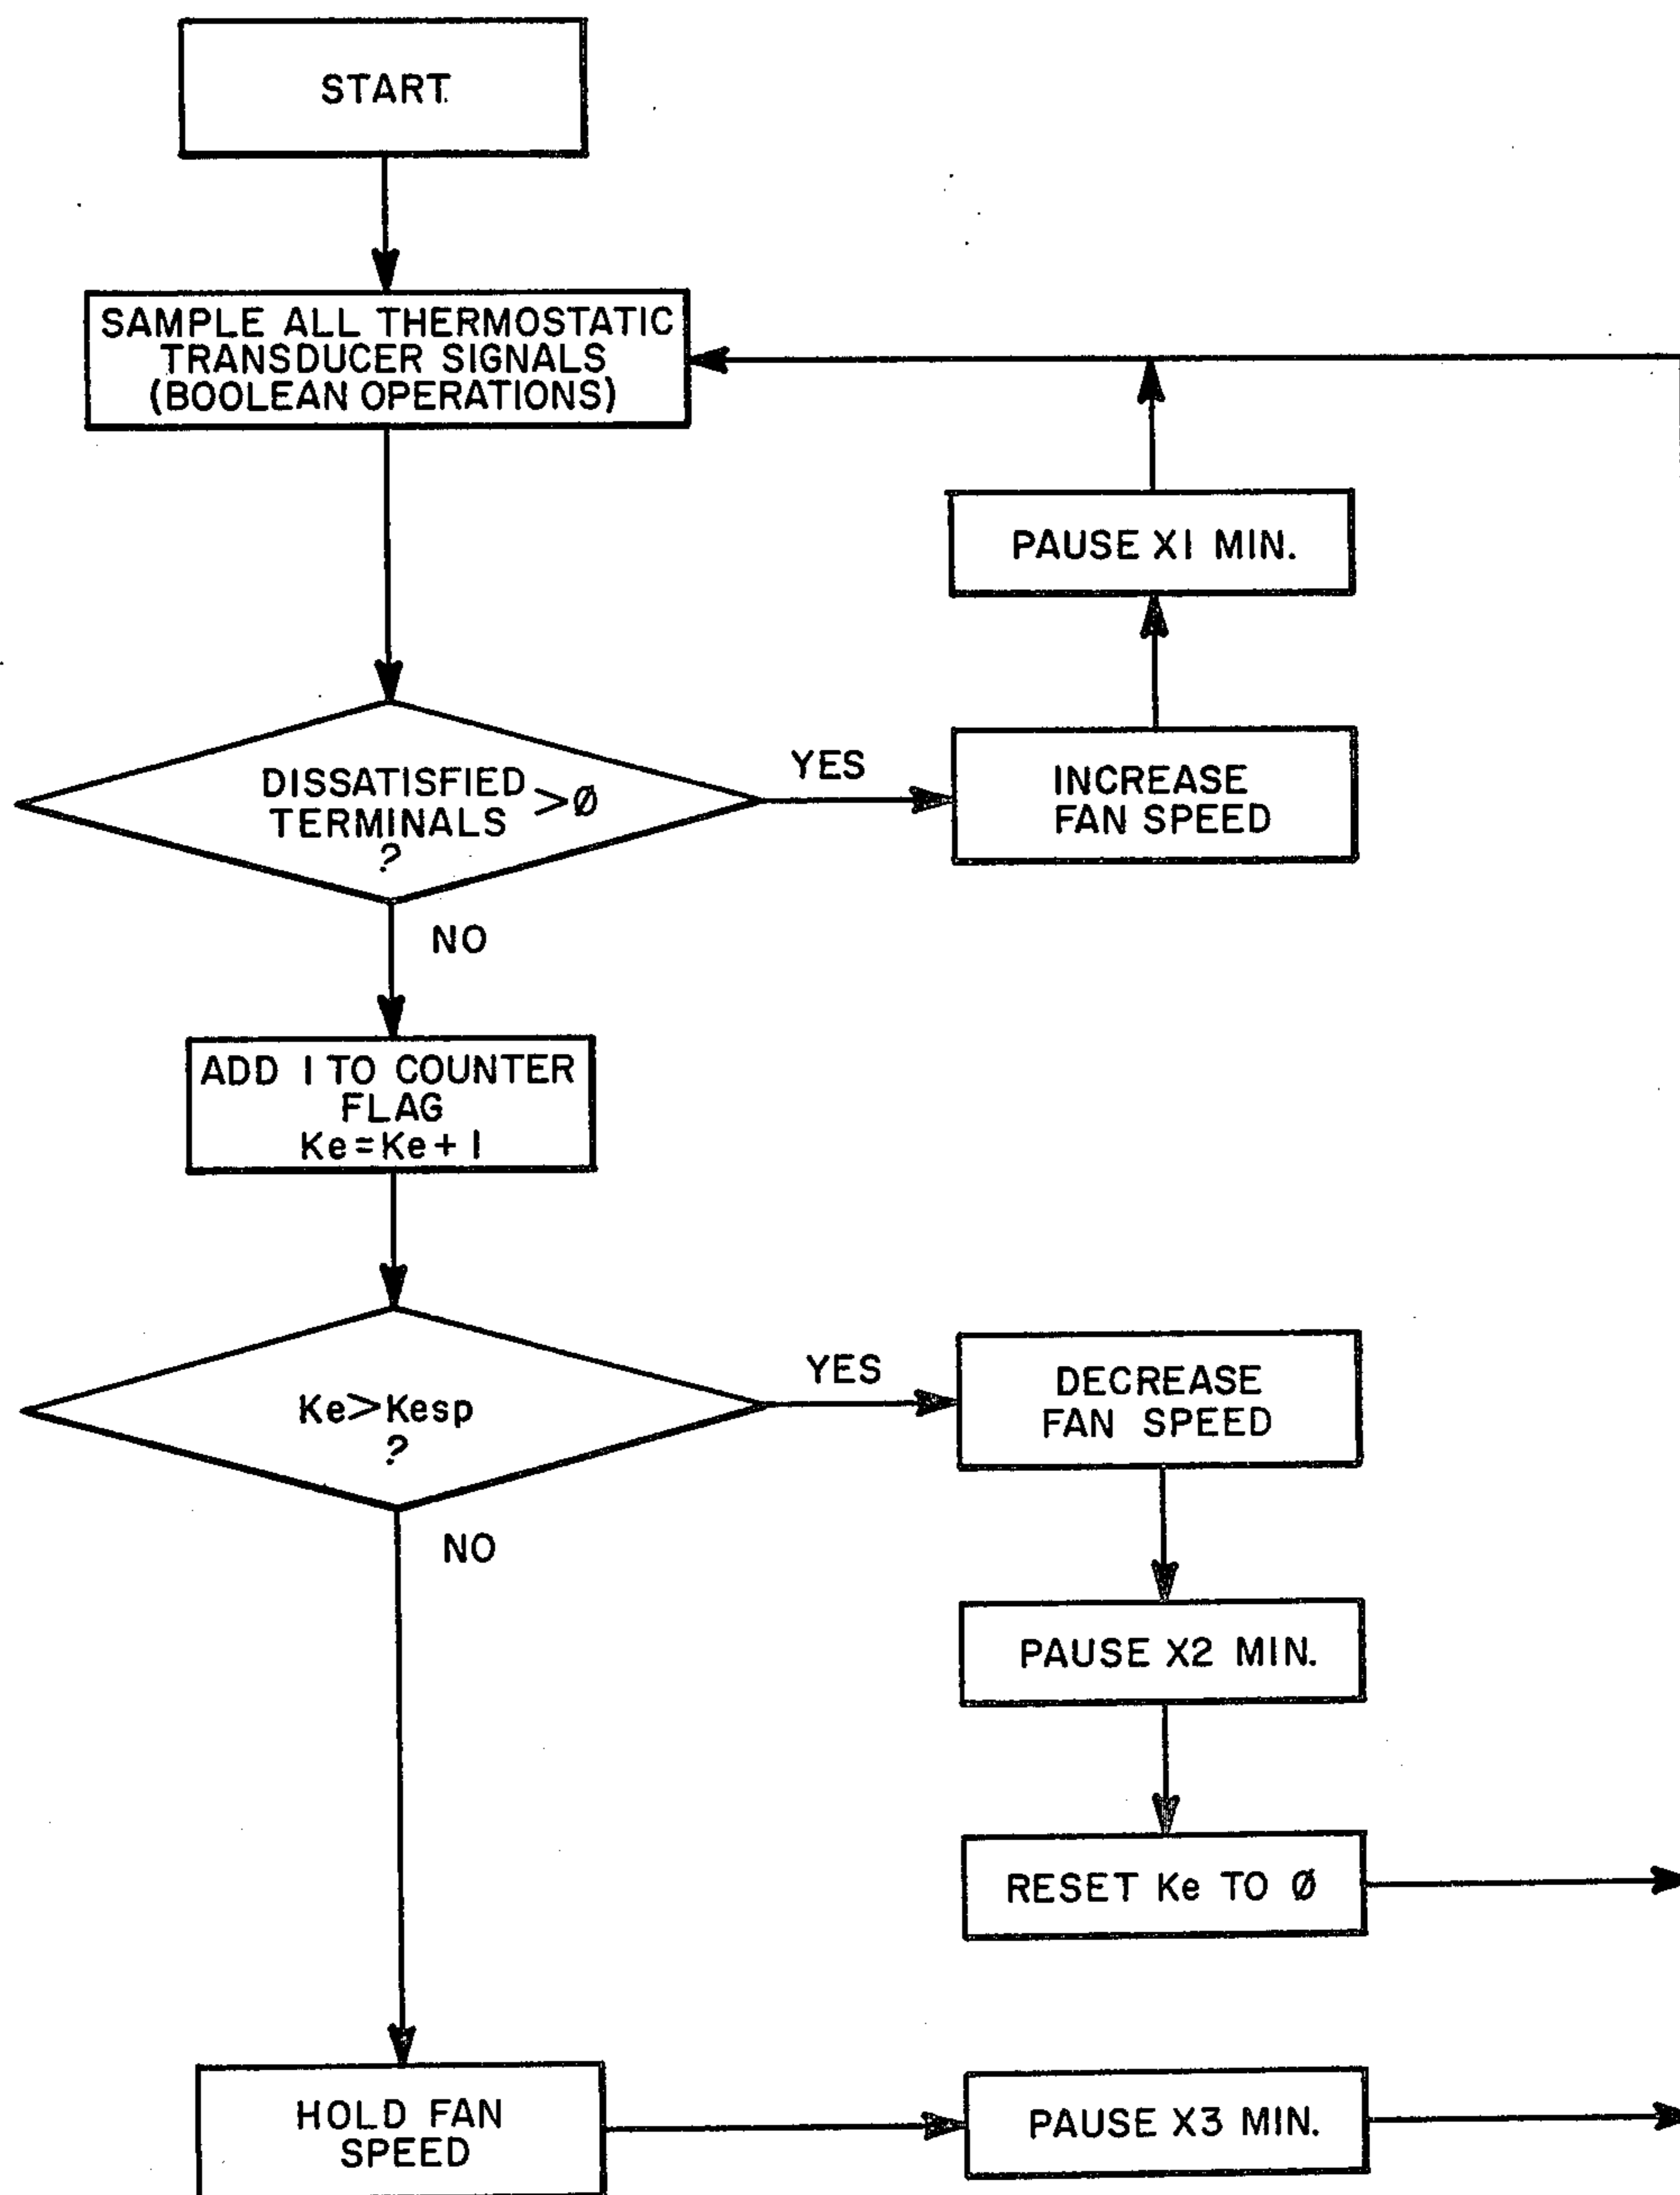 START
SAMPLE ALL THERMOSTATIC
TRANSDUCER SIGNALS
(BOOLEAN OPERATIONS)
PAUSE X1 MIN.
DISSATISFIED
TERMINALS >Ø
?
YES
INCREASE
FAN SPEED
NO
ADD 1 TO COUNTER
FLAG
Ke=Ke+1
Ke>Kesp
?
YES
DECREASE
FAN SPEED
NO
PAUSE X2 MIN.
RESET Ke TO Ø
HOLD FAN
SPEED
PAUSE X3 MIN.